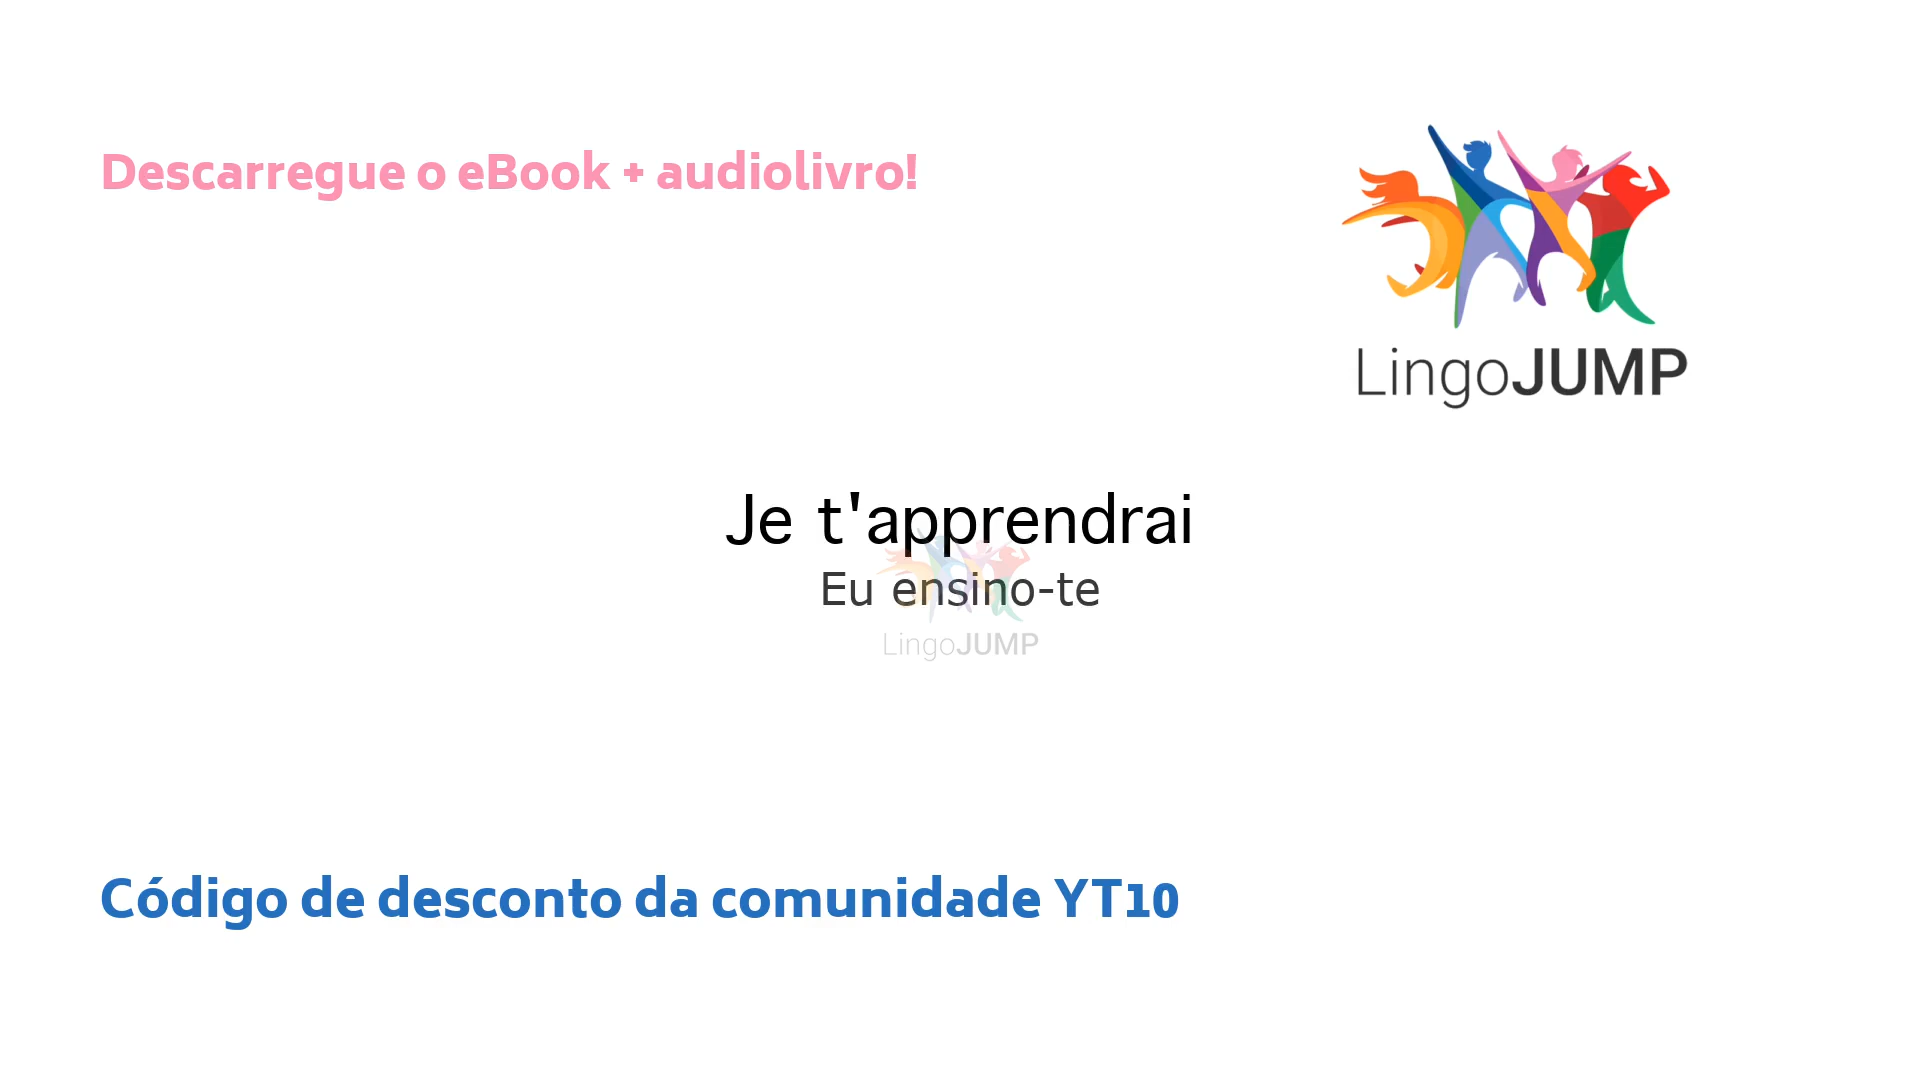 Descarregue o eBook + audiolivro!
LingoJUMP
Je t'apprendrai
Eu ensino-te
LingoJUMP
Código de desconto da comunidade YT10